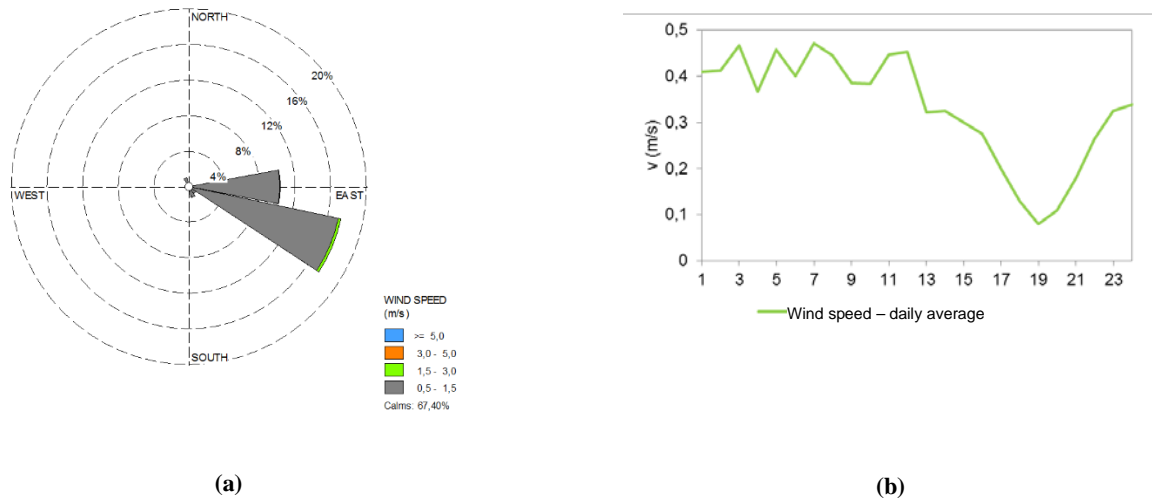 NORTH
20%
16%
12%
8%
4%
WEST
EAST
SOUTH
WIND SPEED
(m/s)
>= 5,0
3,0 - 5,0
1,5 - 3,0
0,5 - 1,5
Calms: 67,40%
(a)
0,5
0,4
0,3
0,2
0,1
0
v (m/s)
1 3 5 7 9 11 13 15 17 19 21 23
Wind speed – daily average
(b)